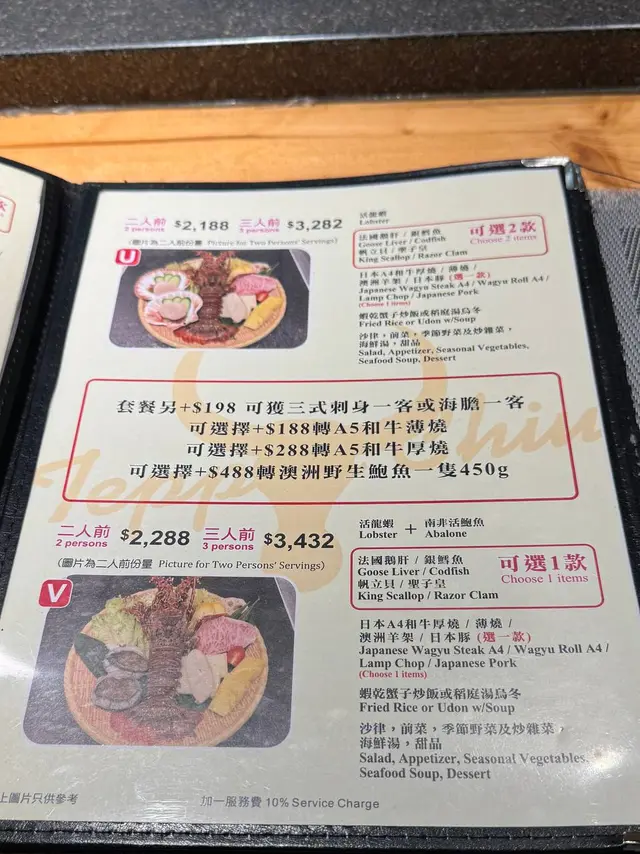 二人前 $2,188 三人前 $3,282
2 persons 3 persons
(圖片為二人前份量 Picture for Two Persons' Servings)
U
活龍蝦
Lobster
法國鵝肝 / 銀鱈魚
Goose Liver / Codfish
帆立貝 / 聖子皇
King Scallop / Razor Clam
可選2款
Choose 2 items
日本A4和牛厚燒 / 薄燒 /
澳洲羊架 / 日本豚 (選一款)
Japanese Wagyu Steak A4 / Wagyu Roll A4 /
Lamp Chop / Japanese Pork
(Choose 1 items)
蝦乾蟹子炒飯或稻庭湯烏冬
Fried Rice or Udon w/Soup
沙律，前菜，季節野菜及炒雜菜，
海鮮湯，甜品
Salad, Appetizer, Seasonal Vegetables,
Seafood Soup, Dessert
套餐另+$198 可獲三式刺身一客或海膽一客
可選擇+$188轉A5和牛薄燒
可選擇+$288轉A5和牛厚燒
可選擇+$488轉澳洲野生鮑魚一隻450g
二人前 $2,288 三人前 $3,432
2 persons 3 persons
(圖片為二人前份量 Picture for Two Persons' Servings)
V
活龍蝦 + 南非活鮑魚
Lobster Abalone
法國鵝肝 / 銀鱈魚
Goose Liver / Codfish
帆立貝 / 聖子皇
King Scallop / Razor Clam
可選1款
Choose 1 items
日本A4和牛厚燒 / 薄燒 /
澳洲羊架 / 日本豚 (選一款)
Japanese Wagyu Steak A4 / Wagyu Roll A4 /
Lamp Chop / Japanese Pork
(Choose 1 items)
蝦乾蟹子炒飯或稻庭湯烏冬
Fried Rice or Udon w/Soup
沙律，前菜，季節野菜及炒雜菜，
海鮮湯，甜品
Salad, Appetizer, Seasonal Vegetables,
Seafood Soup, Dessert
上圖片只供參考
加一服務費 10% Service Charge